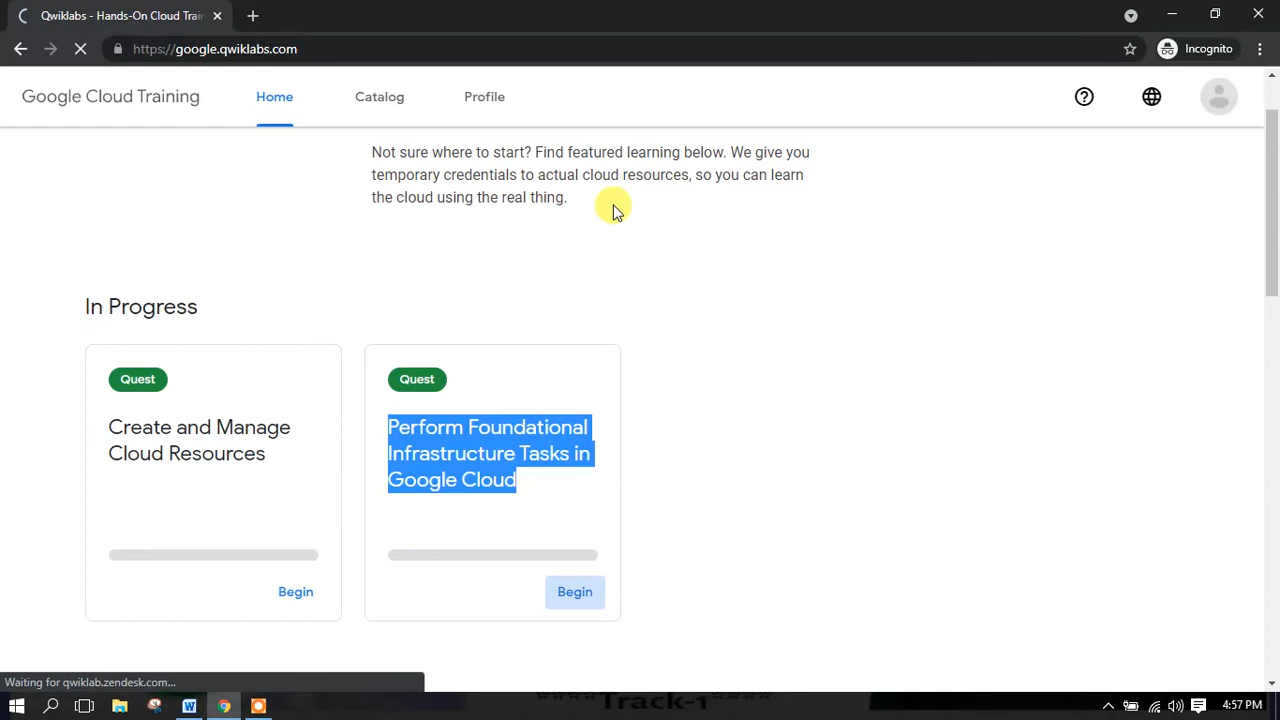 Qwiklabs - Hands-On Cloud Trai
https://google.qwiklabs.com
Incognito
Google Cloud Training
Home
Catalog
Profile
Not sure where to start? Find featured learning below. We give you
temporary credentials to actual cloud resources, so you can learn
the cloud using the real thing.
In Progress
Quest
Create and Manage
Cloud Resources
Begin
Quest
Perform Foundational
Infrastructure Tasks in
Google Cloud
Begin
Waiting for qwiklab.zendesk.com...
****Track-1****
4:57 PM